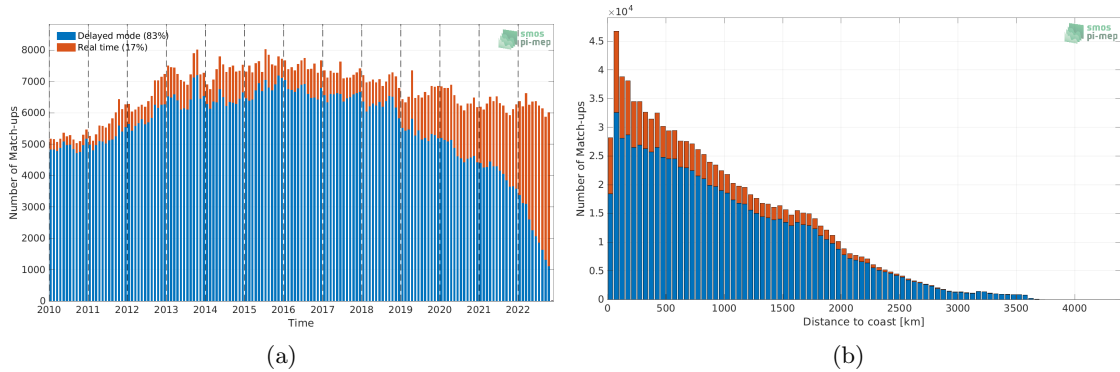 Delayed mode (83%)
Real time (17%)
smos
pi-mep
Number of Match-ups
8000
7000
6000
5000
4000
3000
2000
1000
0
2010 2011 2012 2013 2014 2015 2016 2017 2018 2019 2020 2021 2022
Time
(a)
×10⁴
smos
pi-mep
Number of Match-ups
4.5
4
3.5
3
2.5
2
1.5
1
0.5
0
0 500 1000 1500 2000 2500 3000 3500 4000
Distance to coast [km]
(b)